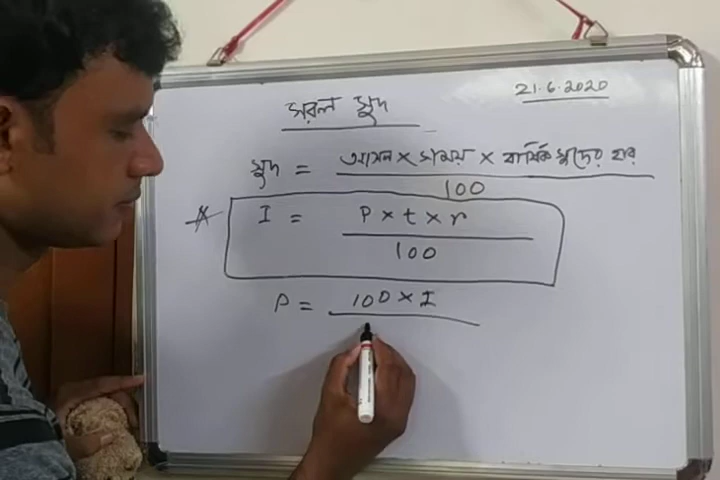 21.6.2020
সরল সুদ
সুদ = আসল × সময় × বার্ষিক সুদের হার
100
I = P × t × r
100
P = 100 × I